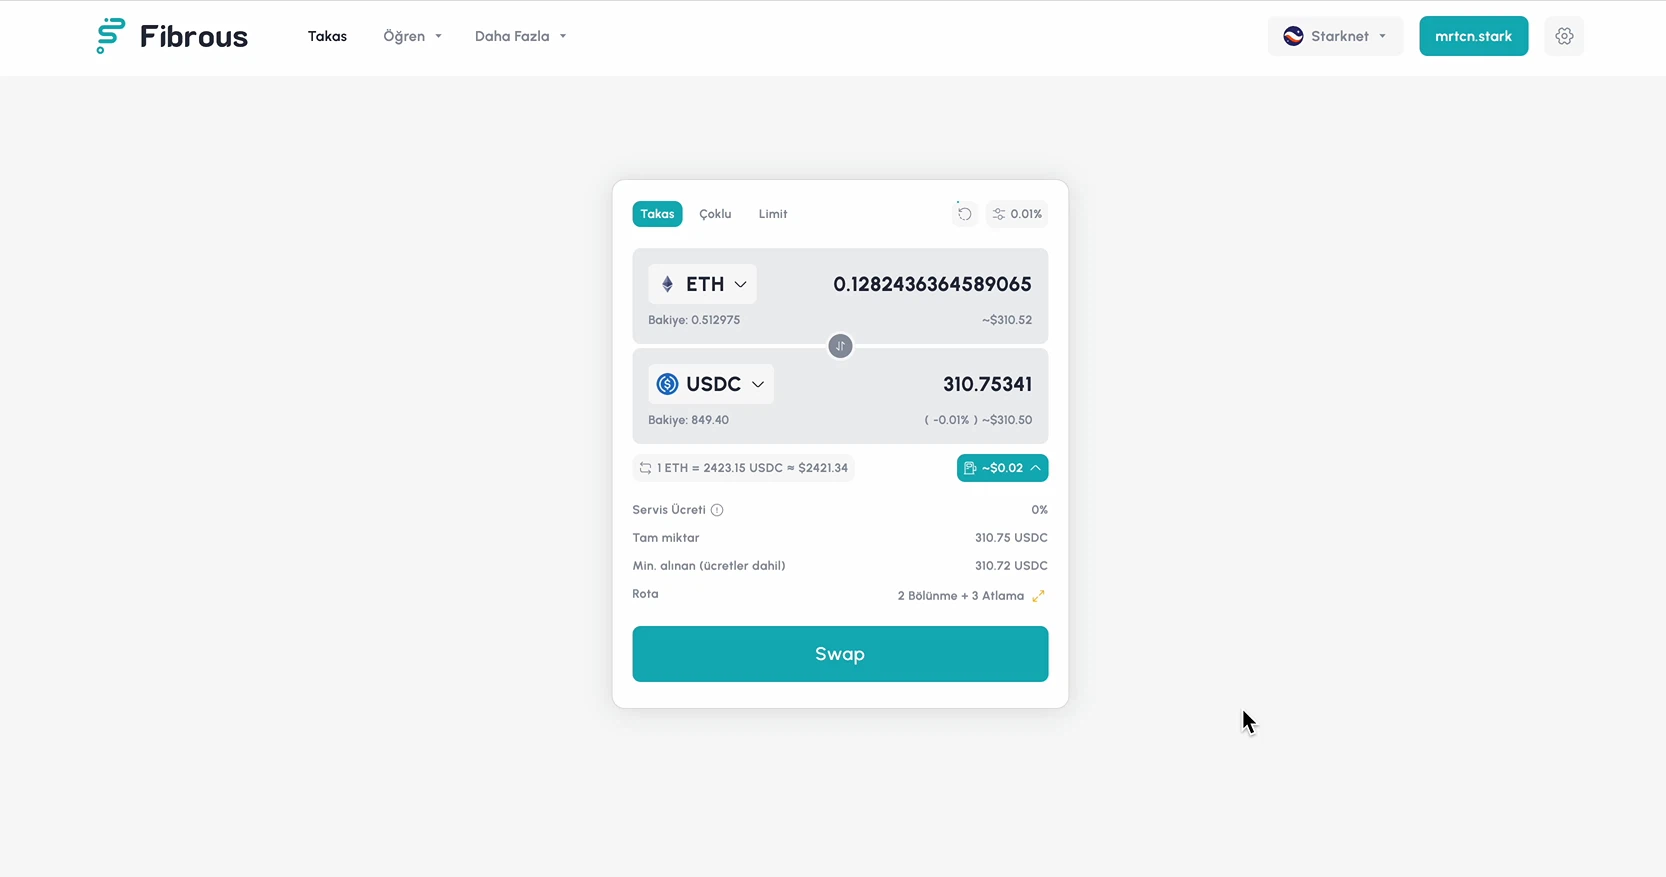 Fibrous Takas Öğren Daha Fazla Starknet mrtcn.stark
Takas Çoklu Limit 0.01%
ETH 0.1282436364589065
Bakiye: 0.512975 ~$310.52
USDC 310.75341
Bakiye: 849.40 ( -0.01% ) ~$310.50
1 ETH = 2423.15 USDC ≈ $2421.34 ~$0.02
Servis Ücreti 0%
Tam miktar 310.75 USDC
Min. alınan (ücretler dahil) 310.72 USDC
Rota 2 Bölünme + 3 Atlama
Swap